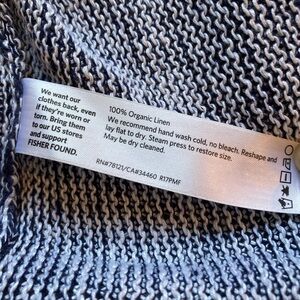 We want our
clothes back, even
if they're worn or
torn. Bring them
to our US stores
and support
FISHER FOUND.
100% Organic Linen
We recommend hand wash cold, no bleach. Reshape and
lay flat to dry. Steam press to restore size.
May be dry cleaned.
RN#78121/CA#34460 R17PMF